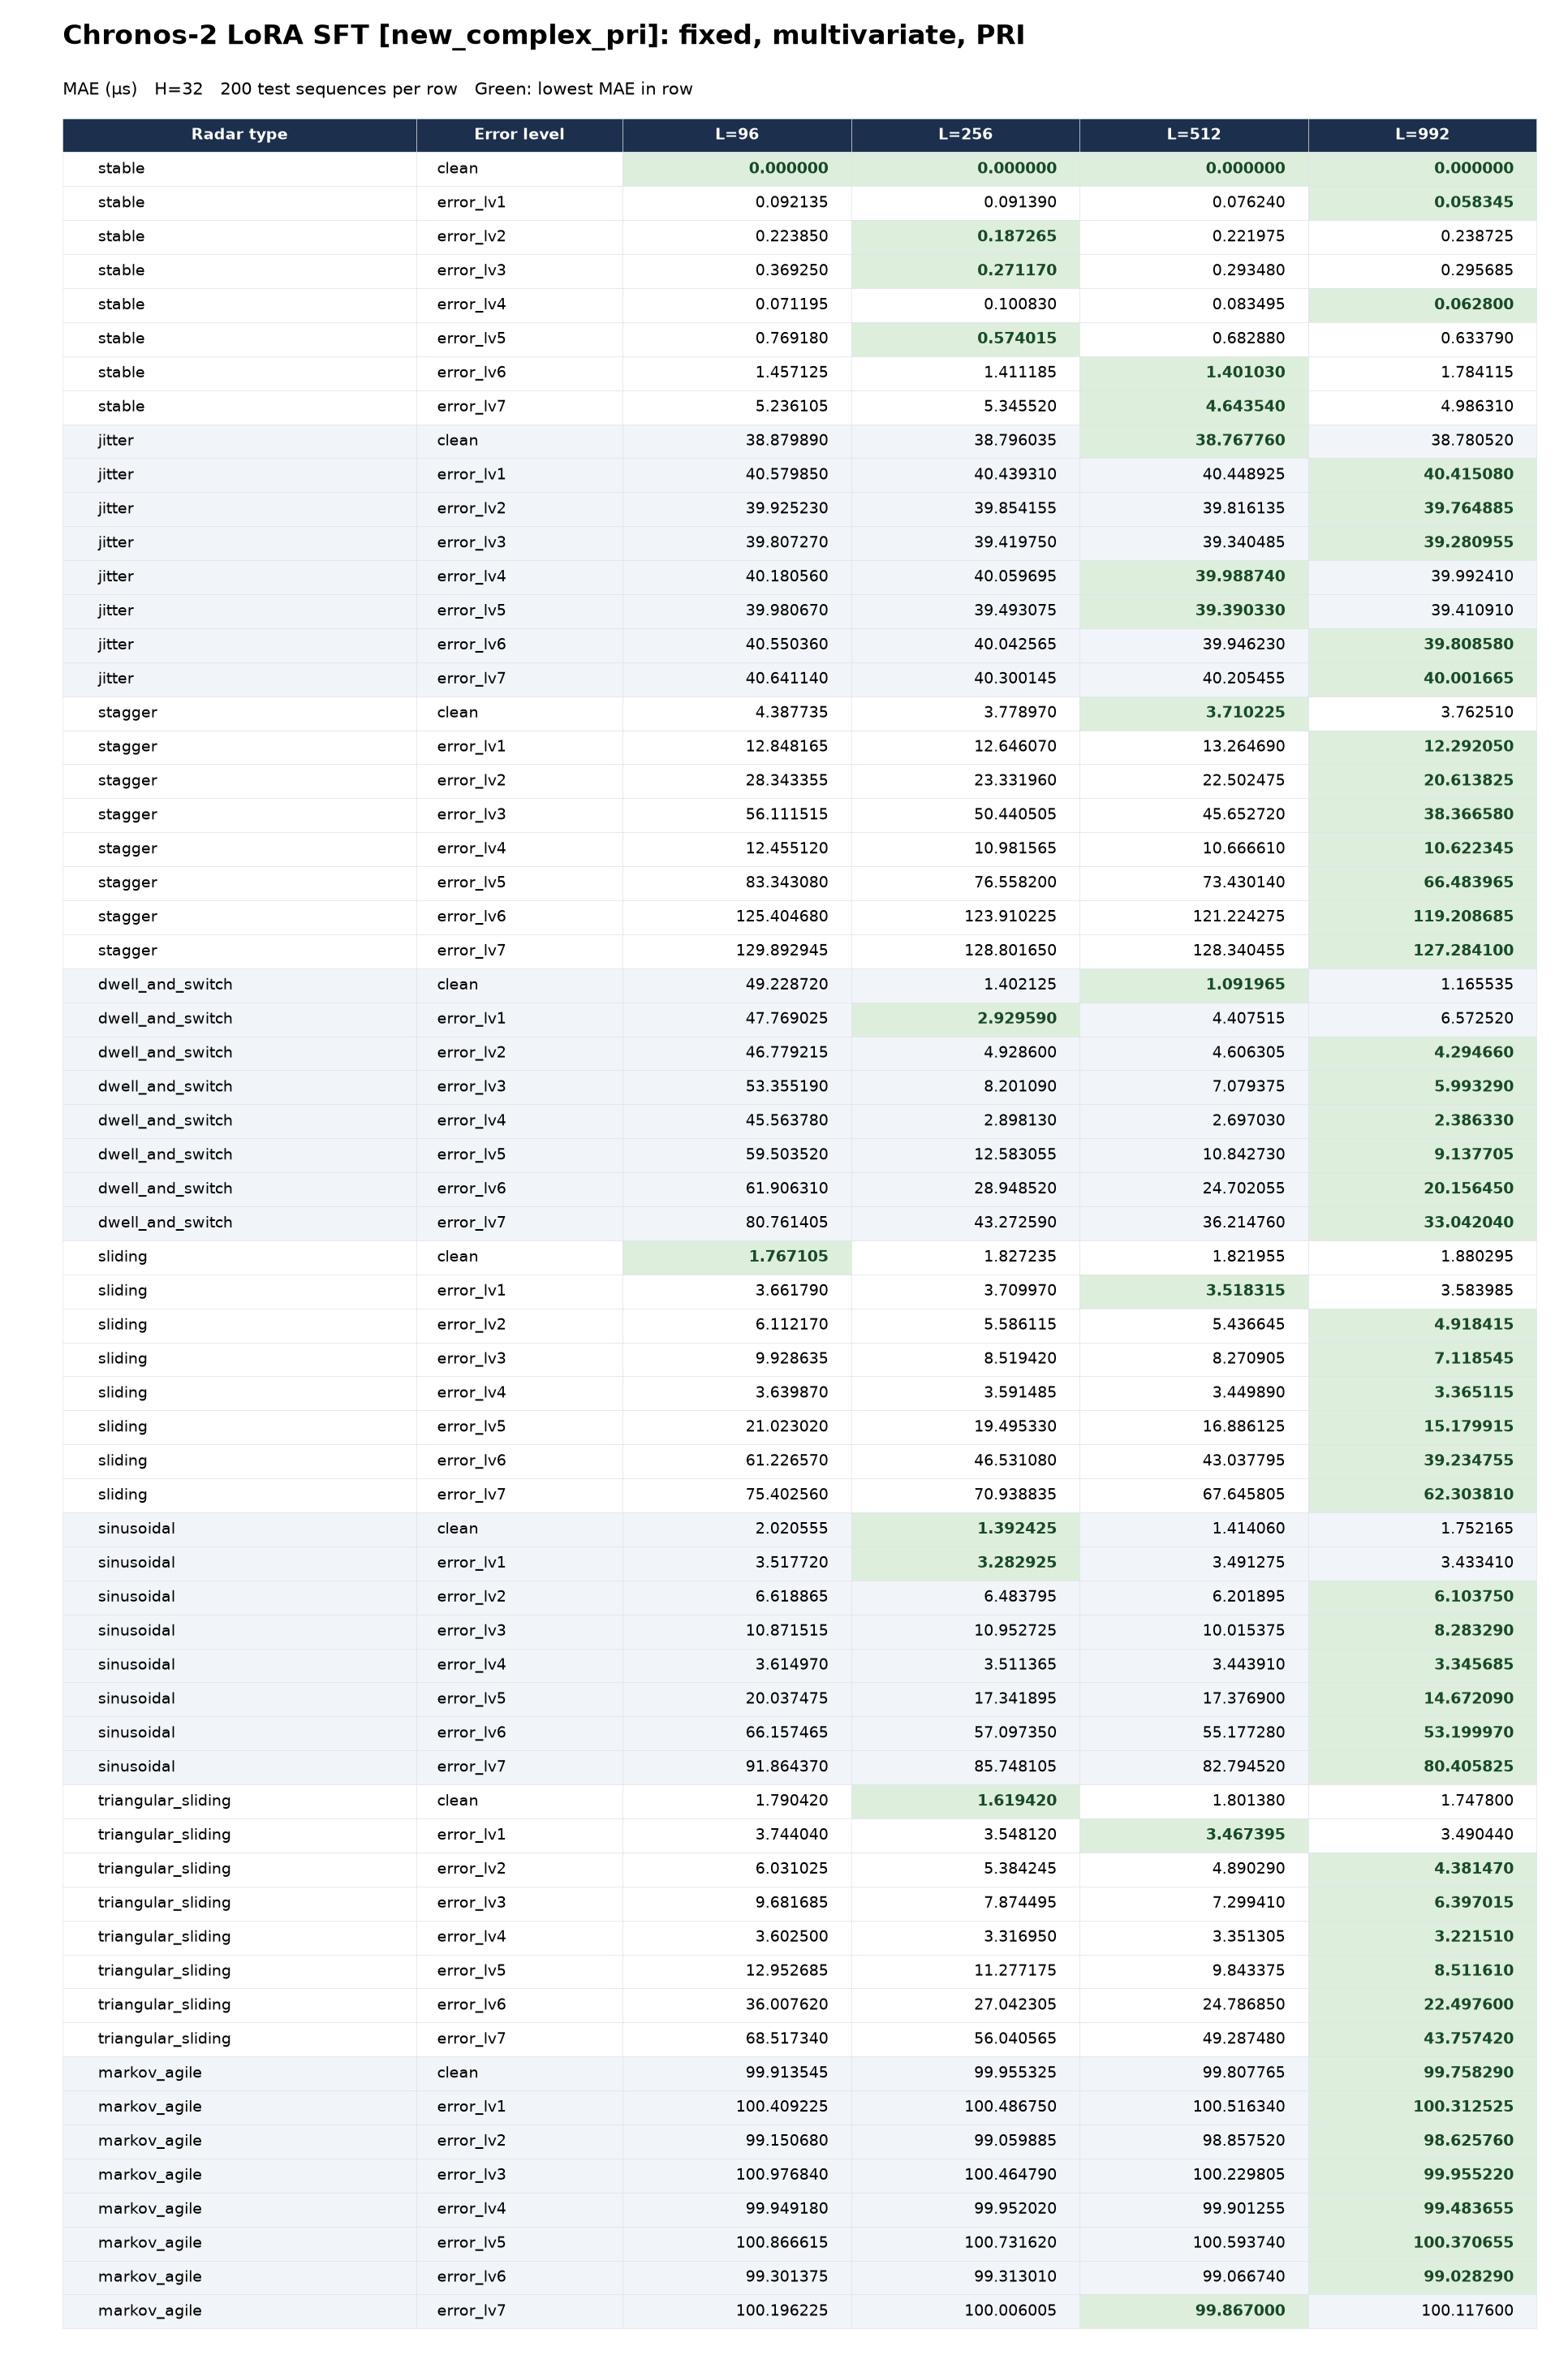 Chronos-2 LoRA SFT [new_complex_pri]: fixed, multivariate, PRI
MAE (μs) H=32 200 test sequences per row Green: lowest MAE in row
Radar type Error level L=96 L=256 L=512 L=992
stable clean 0.000000 0.000000 0.000000 0.000000
stable error_lv1 0.092135 0.091390 0.076240 0.058345
stable error_lv2 0.223850 0.187265 0.221975 0.238725
stable error_lv3 0.369250 0.271170 0.293480 0.295685
stable error_lv4 0.071195 0.100830 0.083495 0.062800
stable error_lv5 0.769180 0.574015 0.682880 0.633790
stable error_lv6 1.457125 1.411185 1.401030 1.784115
stable error_lv7 5.236105 5.345520 4.643540 4.986310
jitter clean 38.879890 38.796035 38.767760 38.780520
jitter error_lv1 40.579850 40.439310 40.448925 40.415080
jitter error_lv2 39.925230 39.854155 39.816135 39.764885
jitter error_lv3 39.807270 39.419750 39.340485 39.280955
jitter error_lv4 40.180560 40.059695 39.988740 39.992410
jitter error_lv5 39.980670 39.493075 39.390330 39.410910
jitter error_lv6 40.550360 40.042565 39.946230 39.808580
jitter error_lv7 40.641140 40.300145 40.205455 40.001665
stagger clean 4.387735 3.778970 3.710225 3.762510
stagger error_lv1 12.848165 12.646070 13.264690 12.292050
stagger error_lv2 28.343355 23.331960 22.502475 20.613825
stagger error_lv3 56.111515 50.440505 45.652720 38.366580
stagger error_lv4 12.455120 10.981565 10.666610 10.622345
stagger error_lv5 83.343080 76.558200 73.430140 66.483965
stagger error_lv6 125.404680 123.910225 121.224275 119.208685
stagger error_lv7 129.892945 128.801650 128.340455 127.284100
dwell_and_switch clean 49.228720 1.402125 1.091965 1.165535
dwell_and_switch error_lv1 47.769025 2.929590 4.407515 6.572520
dwell_and_switch error_lv2 46.779215 4.928600 4.606305 4.294660
dwell_and_switch error_lv3 53.355190 8.201090 7.079375 5.993290
dwell_and_switch error_lv4 45.563780 2.898130 2.697030 2.386330
dwell_and_switch error_lv5 59.503520 12.583055 10.842730 9.137705
dwell_and_switch error_lv6 61.906310 28.948520 24.702055 20.156450
dwell_and_switch error_lv7 80.761405 43.272590 36.214760 33.042040
sliding clean 1.767105 1.827235 1.821955 1.880295
sliding error_lv1 3.661790 3.709970 3.518315 3.583985
sliding error_lv2 6.112170 5.586115 5.436645 4.918415
sliding error_lv3 9.928635 8.519420 8.270905 7.118545
sliding error_lv4 3.639870 3.591485 3.449890 3.365115
sliding error_lv5 21.023020 19.495330 16.886125 15.179915
sliding error_lv6 61.226570 46.531080 43.037795 39.234755
sliding error_lv7 75.402560 70.938835 67.645805 62.303810
sinusoidal clean 2.020555 1.392425 1.414060 1.752165
sinusoidal error_lv1 3.517720 3.282925 3.491275 3.433410
sinusoidal error_lv2 6.618865 6.483795 6.201895 6.103750
sinusoidal error_lv3 10.871515 10.952725 10.015375 8.283290
sinusoidal error_lv4 3.614970 3.511365 3.443910 3.345685
sinusoidal error_lv5 20.037475 17.341895 17.376900 14.672090
sinusoidal error_lv6 66.157465 57.097350 55.177280 53.199970
sinusoidal error_lv7 91.864370 85.748105 82.794520 80.405825
triangular_sliding clean 1.790420 1.619420 1.801380 1.747800
triangular_sliding error_lv1 3.744040 3.548120 3.467395 3.490440
triangular_sliding error_lv2 6.031025 5.384245 4.890290 4.381470
triangular_sliding error_lv3 9.681685 7.874495 7.299410 6.397015
triangular_sliding error_lv4 3.602500 3.316950 3.351305 3.221510
triangular_sliding error_lv5 12.952685 11.277175 9.843375 8.511610
triangular_sliding error_lv6 36.007620 27.042305 24.786850 22.497600
triangular_sliding error_lv7 68.517340 56.040565 49.287480 43.757420
markov_agile clean 99.913545 99.955325 99.807765 99.758290
markov_agile error_lv1 100.409225 100.486750 100.516340 100.312525
markov_agile error_lv2 99.150680 99.059885 98.857520 98.625760
markov_agile error_lv3 100.976840 100.464790 100.229805 99.955220
markov_agile error_lv4 99.949180 99.952020 99.901255 99.483655
markov_agile error_lv5 100.866615 100.731620 100.593740 100.370655
markov_agile error_lv6 99.301375 99.313010 99.066740 99.028290
markov_agile error_lv7 100.196225 100.006005 99.867000 100.117600